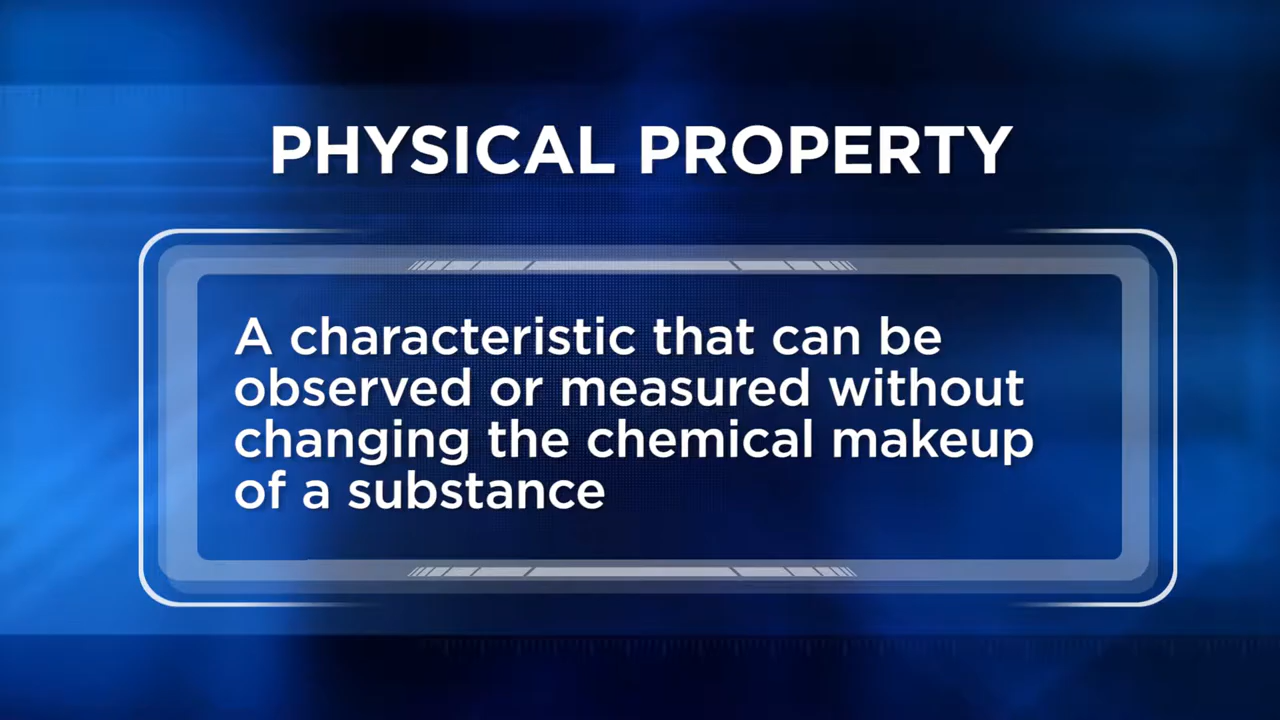 PHYSICAL PROPERTY
A characteristic that can be
observed or measured without
changing the chemical makeup
of a substance